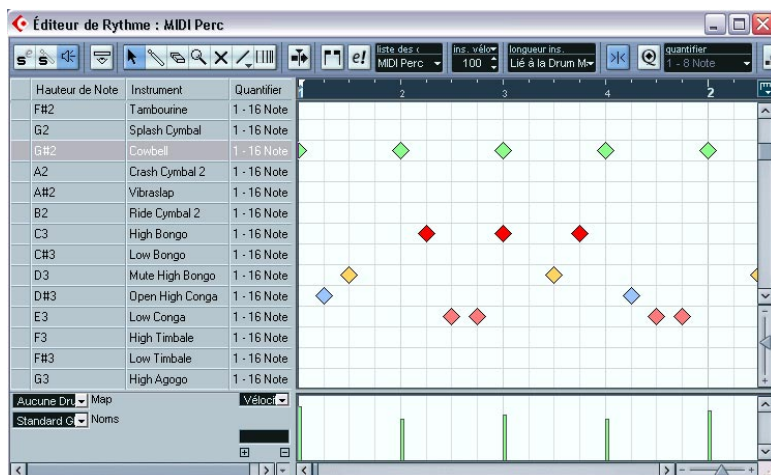 Éditeur de Rythme : MIDI Perc
liste des ( ins. vélo longueur ins. quantifier
MIDI Perc 100 Lié à la Drum M 1 - 8 Note
Hauteur de Note Instrument Quantifier 1 2 3 4 2
F#2 Tambourine 1 - 16 Note
G2 Splash Cymbal 1 - 16 Note
G#2 Cowbell 1 - 16 Note
A2 Crash Cymbal 2 1 - 16 Note
A#2 Vibraslap 1 - 16 Note
B2 Ride Cymbal 2 1 - 16 Note
C3 High Bongo 1 - 16 Note
C#3 Low Bongo 1 - 16 Note
D3 Mute High Bongo 1 - 16 Note
D#3 Open High Conga 1 - 16 Note
E3 Low Conga 1 - 16 Note
F3 High Timbale 1 - 16 Note
F#3 Low Timbale 1 - 16 Note
G3 High Agogo 1 - 16 Note
Aucune Dru Map Véloci
Standard G Noms